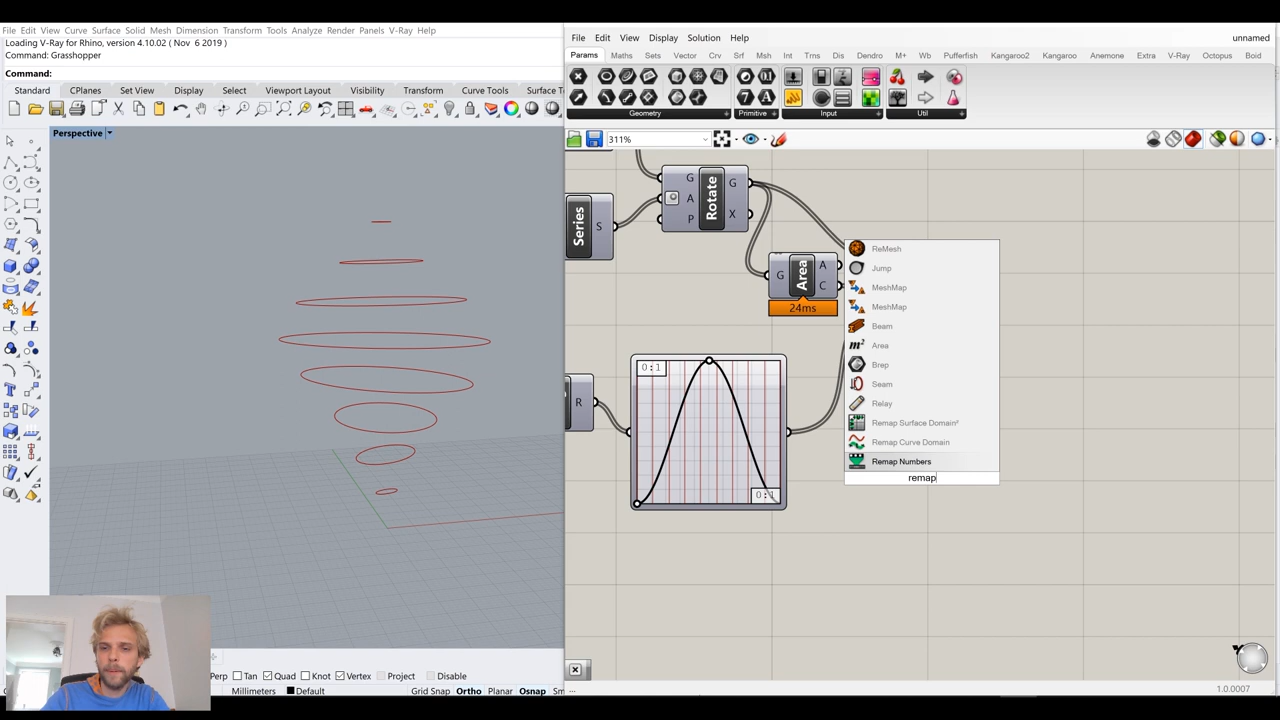 File Edit View Curve Surface Solid Mesh Dimension Transform Tools Analyze Render Panels V-Ray Help
Loading V-Ray for Rhino, version 4.10.02 ( Nov 6 2019 )
Command: Grasshopper
Command:
Standard CPlanes Set View Display Select Viewport Layout Visibility Transform Curve Tools Surface To
Perspective
Perp Tan Quad Knot Vertex Project Disable
Millimeters Default Grid Snap Ortho Planar Osnap Sm
File Edit View Display Solution Help unnamed
Params Maths Sets Vector Crv Srf Msh Int Trns Dis Dendro M+ Wb Pufferfish Kangaroo2 Kangaroo Anemone Extra V-Ray Octopus Boid
Geometry Primitive Input Util
311%
Series S
G A P Rotate G X
G Area A C
24ms
R
0:1
0:1
ReMesh
Jump
MeshMap
MeshMap
Beam
m² Area
Brep
Seam
Relay
Remap Surface Domain²
Remap Curve Domain
Remap Numbers
remap
...
1.0.0007